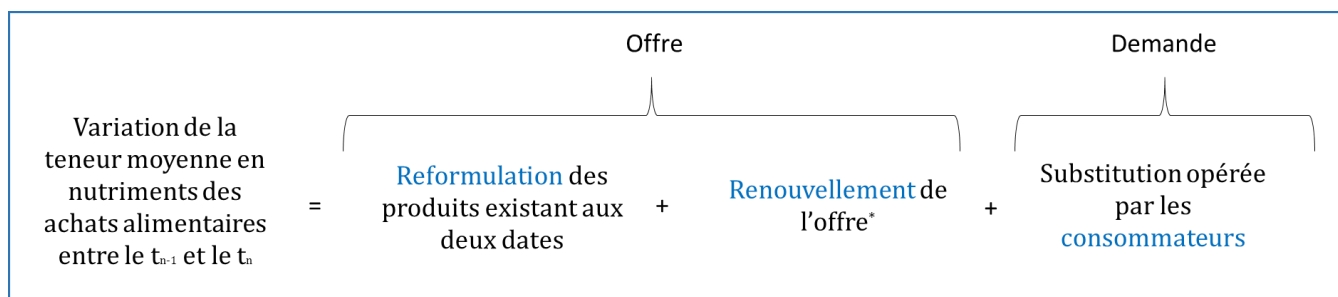 Offre
Demande
Variation de la
teneur moyenne en
nutriments des
achats alimentaires
entre le tn-1 et le tn
=
Reformulation des
produits existant aux
deux dates
+
Renouvellement de
l'offre*
+
Substitution opérée
par les
consommateurs